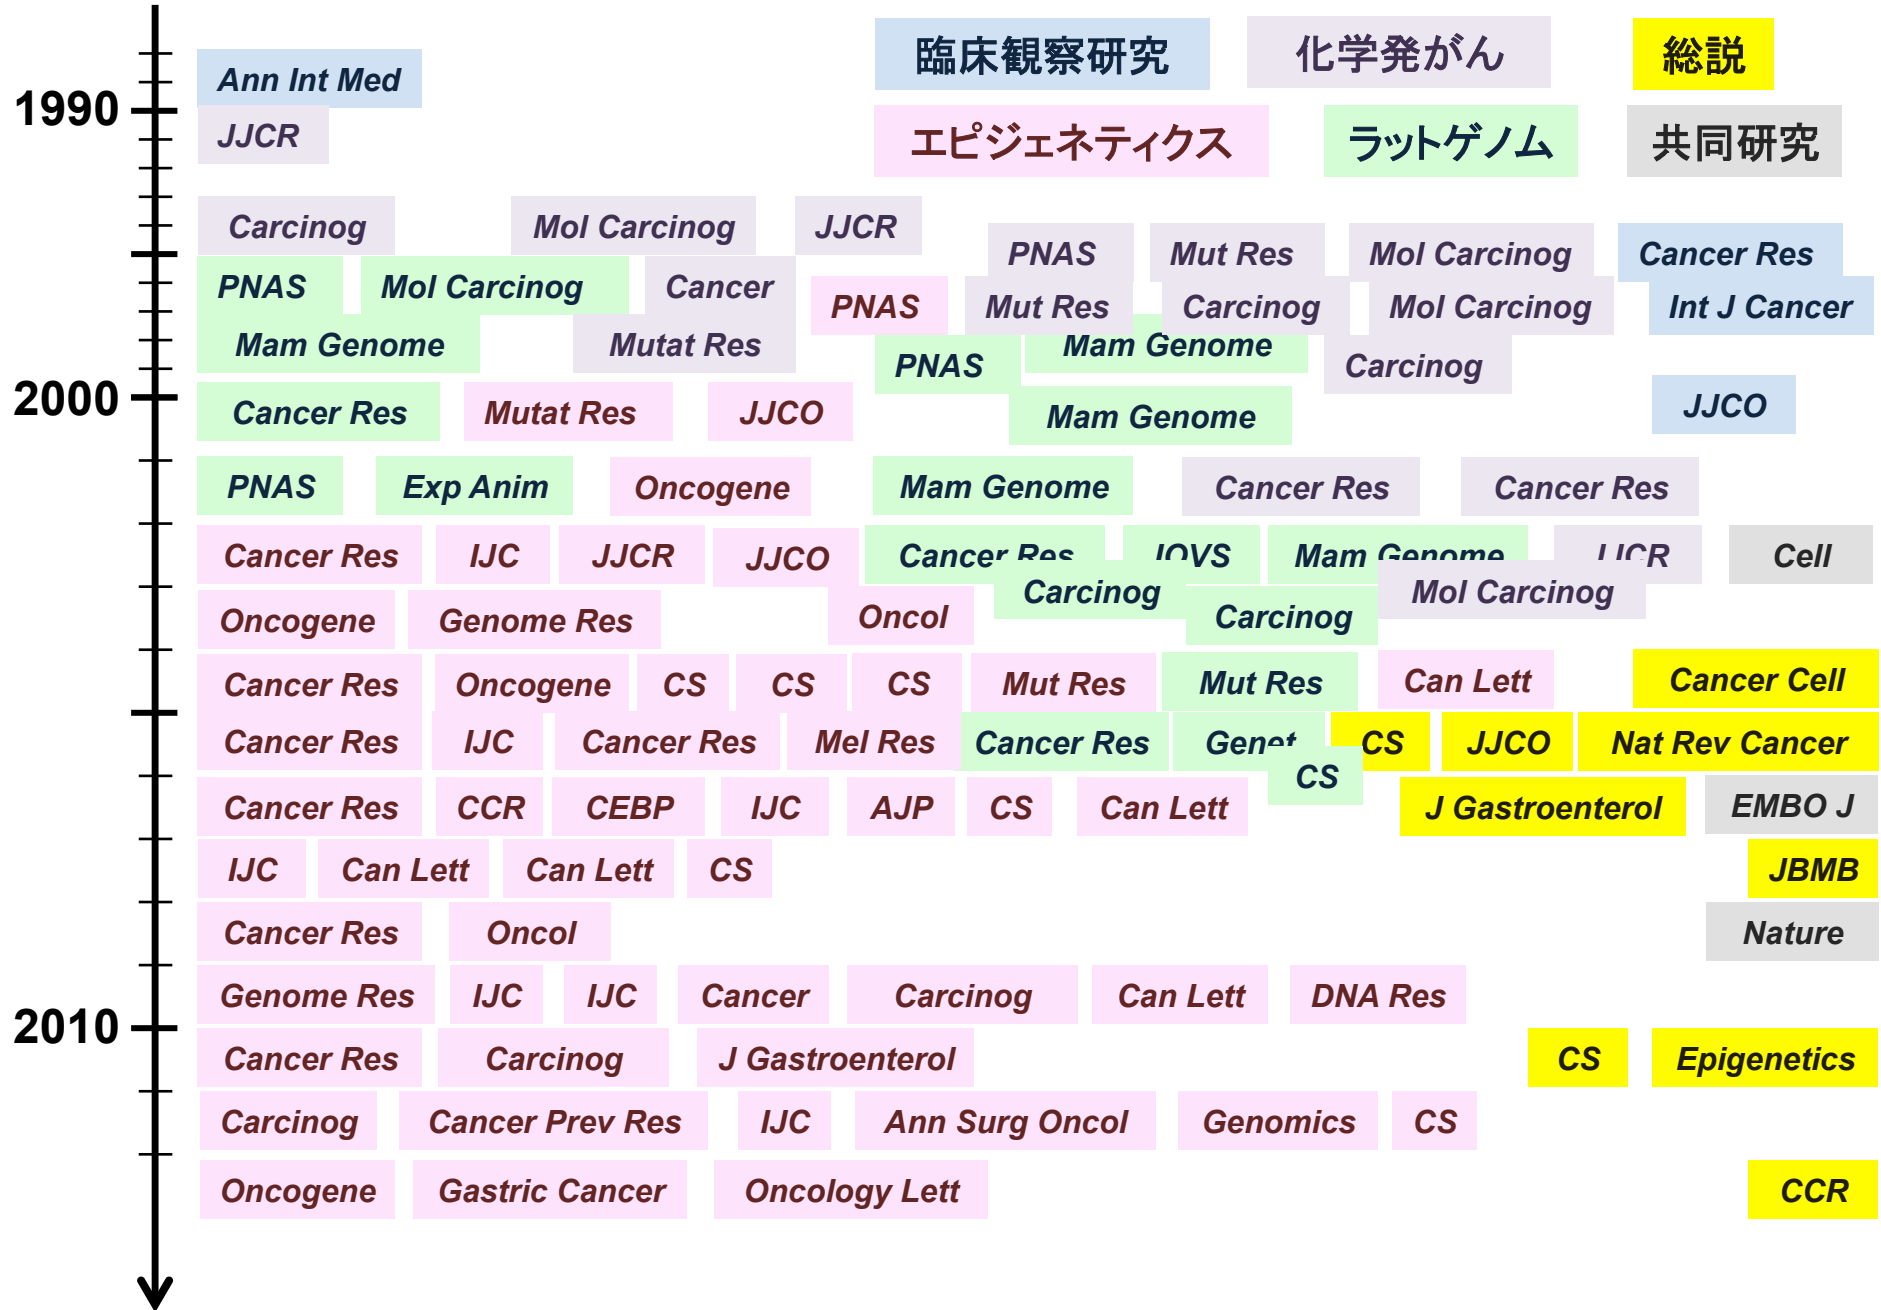 臨床観察研究 化学発がん 総説
Ann Int Med
1990
JJCR エピジェネティクス ラットゲノム 共同研究
Carcinog Mol Carcinog JJCR
PNAS Mut Res Mol Carcinog Cancer Res
PNAS Mol Carcinog Cancer
PNAS Mut Res Carcinog Mol Carcinog Int J Cancer
Mam Genome Mutat Res Mam Genome
PNAS Carcinog
2000
Cancer Res Mutat Res JJCO Mam Genome JJCO
PNAS Exp Anim Oncogene Mam Genome Cancer Res Cancer Res
Cancer Res IJC JJCR JJCO Cancer Res IOVS Mam Genome JJCR Cell
Carcinog Mol Carcinog
Oncogene Genome Res Oncol Carcinog
Cancer Res Oncogene CS CS CS Mut Res Mut Res Can Lett Cancer Cell
Cancer Res IJC Cancer Res Mel Res Cancer Res Genet CS JJCO Nat Rev Cancer
CS
Cancer Res CCR CEBP IJC AJP CS Can Lett J Gastroenterol EMBO J
IJC Can Lett Can Lett CS JBMB
Cancer Res Oncol Nature
Genome Res IJC IJC Cancer Carcinog Can Lett DNA Res
2010
Cancer Res Carcinog J Gastroenterol CS Epigenetics
Carcinog Cancer Prev Res IJC Ann Surg Oncol Genomics CS
Oncogene Gastric Cancer Oncology Lett CCR